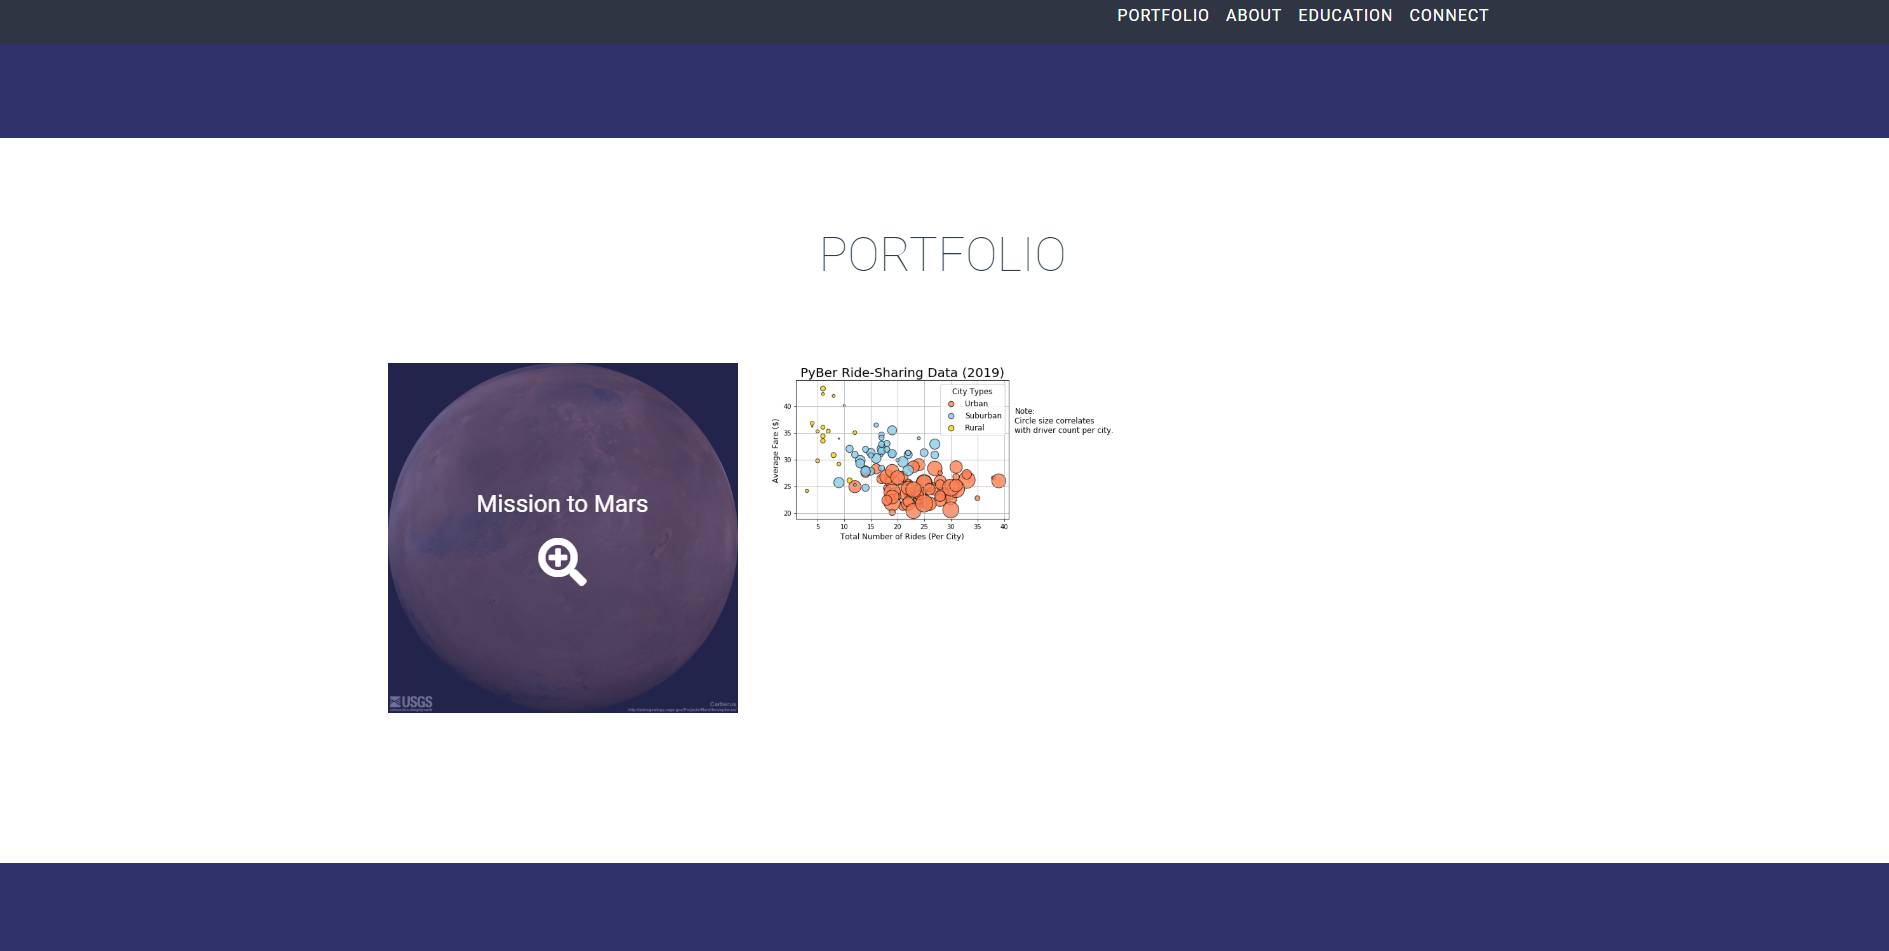 PORTFOLIO ABOUT EDUCATION CONNECT
PORTFOLIO
Mission to Mars
USGS
Cerberus
PyBer Ride-Sharing Data (2019)
City Types
Urban
Suburban
Rural
Note:
Circle size correlates
with driver count per city.
Average Fare ($)
40
35
30
25
20
5 10 15 20 25 30 35 40
Total Number of Rides (Per City)